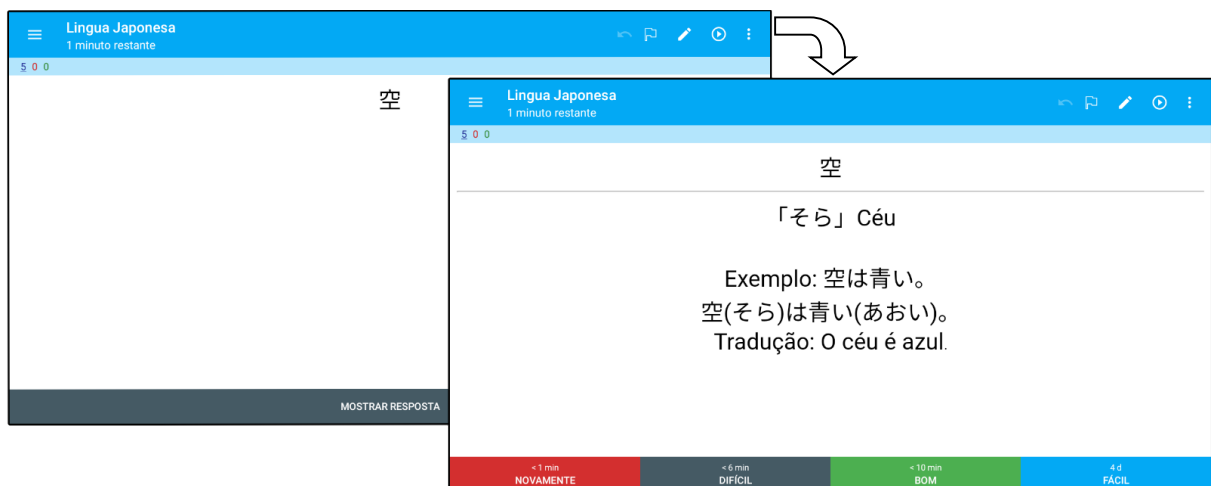 Lingua Japonesa
1 minuto restante
5 0 0
空
MOSTRAR RESPOSTA
Lingua Japonesa
1 minuto restante
5 0 0
空
「そら」Céu
Exemplo: 空は青い。
空(そら)は青い(あおい)。
Tradução: O céu é azul.
< 1 min < 6 min < 10 min 4 d
NOVAMENTE DIFÍCIL BOM FÁCIL